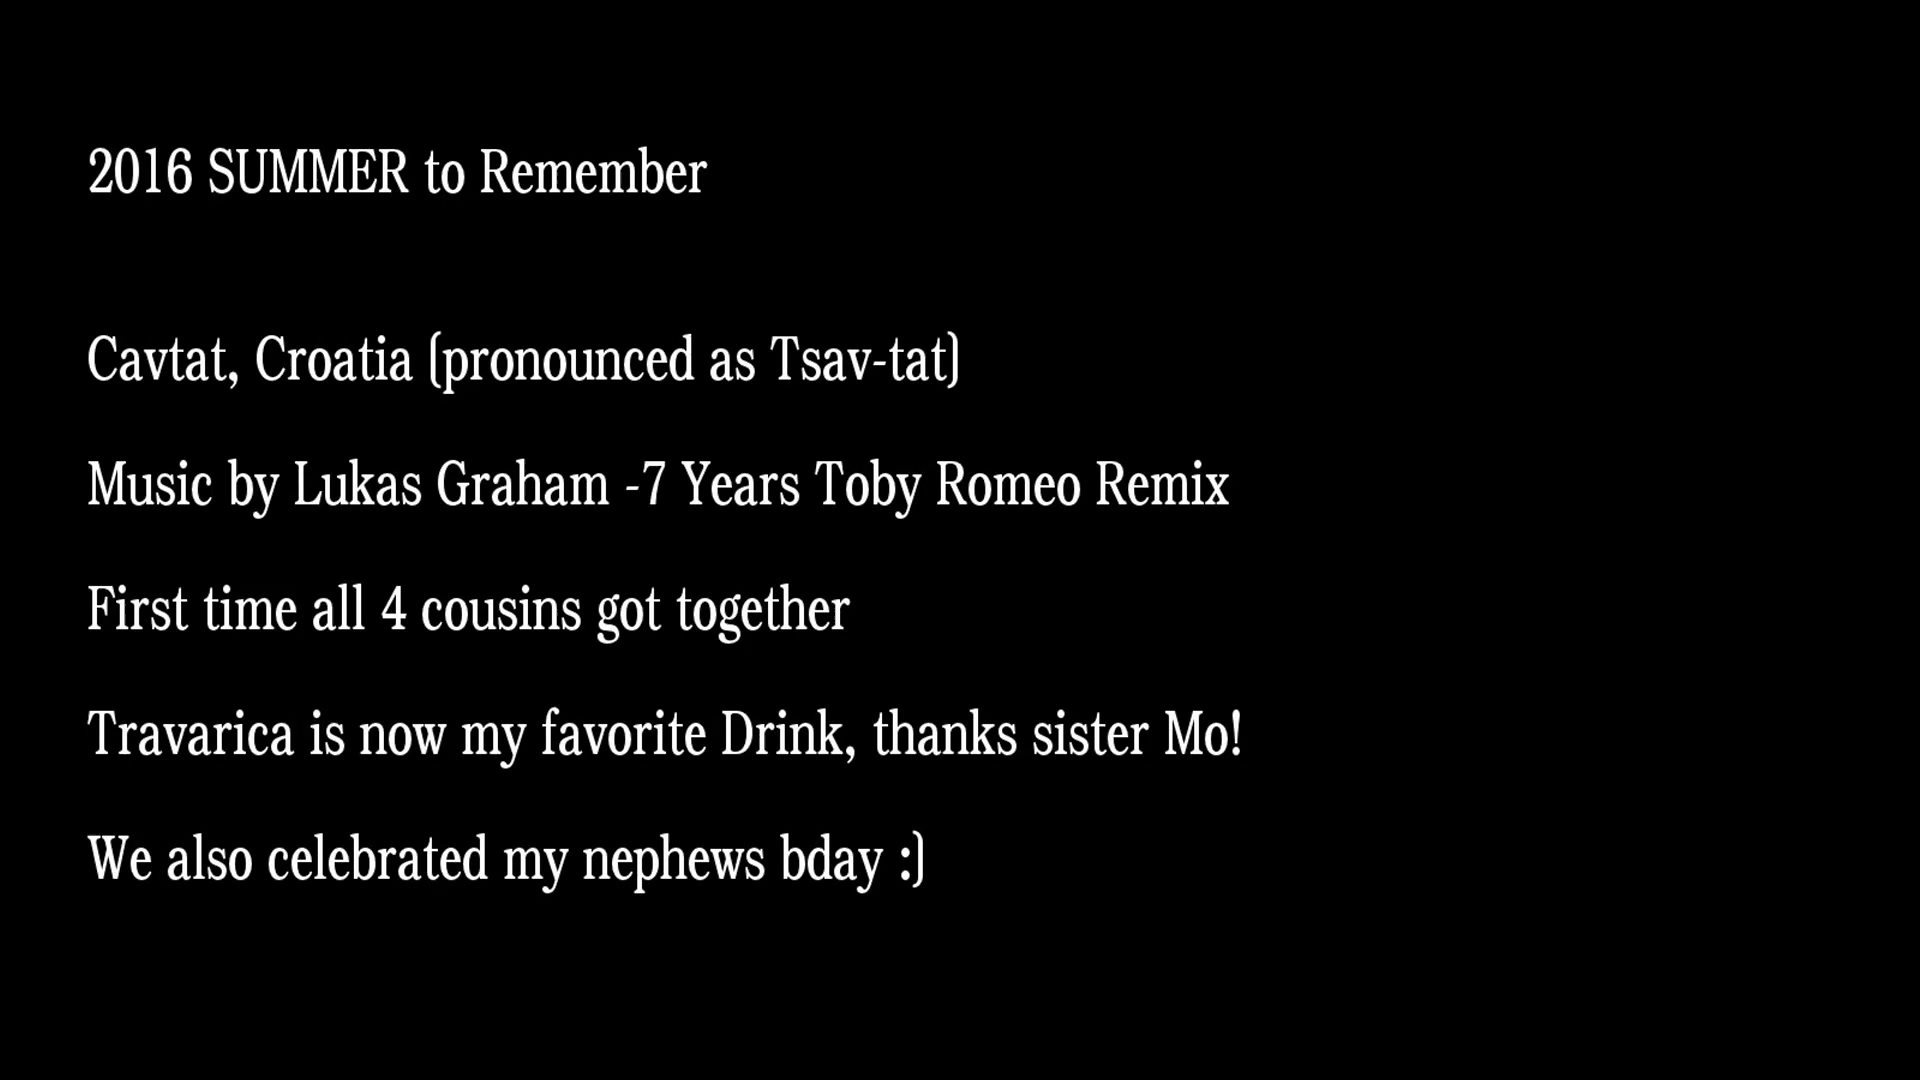 2016 SUMMER to Remember
Cavtat, Croatia (pronounced as Tsav-tat)
Music by Lukas Graham -7 Years Toby Romeo Remix
First time all 4 cousins got together
Travarica is now my favorite Drink, thanks sister Mo!
We also celebrated my nephews bday :)